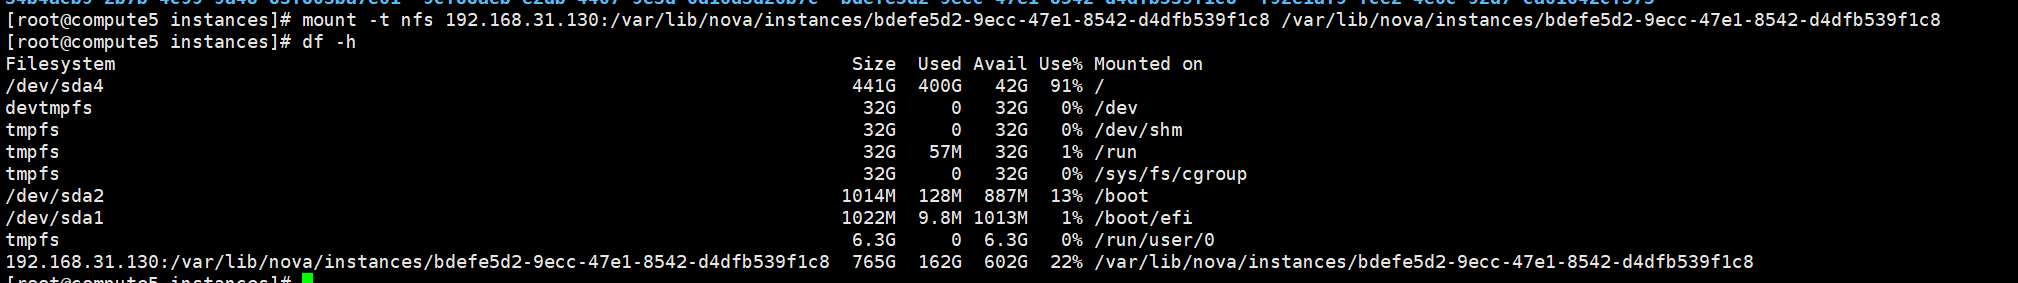 [root@compute5 instances]# mount -t nfs 192.168.31.130:/var/lib/nova/instances/bdefe5d2-9ecc-47e1-8542-d4dfb539f1c8 /var/lib/nova/instances/bdefe5d2-9ecc-47e1-8542-d4dfb539f1c8
[root@compute5 instances]# df -h
Filesystem Size Used Avail Use% Mounted on
/dev/sda4 441G 400G 42G 91% /
devtmpfs 32G 0 32G 0% /dev
tmpfs 32G 0 32G 0% /dev/shm
tmpfs 32G 57M 32G 1% /run
tmpfs 32G 0 32G 0% /sys/fs/cgroup
/dev/sda2 1014M 128M 887M 13% /boot
/dev/sda1 1022M 9.8M 1013M 1% /boot/efi
tmpfs 6.3G 0 6.3G 0% /run/user/0
192.168.31.130:/var/lib/nova/instances/bdefe5d2-9ecc-47e1-8542-d4dfb539f1c8 765G 162G 602G 22% /var/lib/nova/instances/bdefe5d2-9ecc-47e1-8542-d4dfb539f1c8
[root@compute5 instances]#